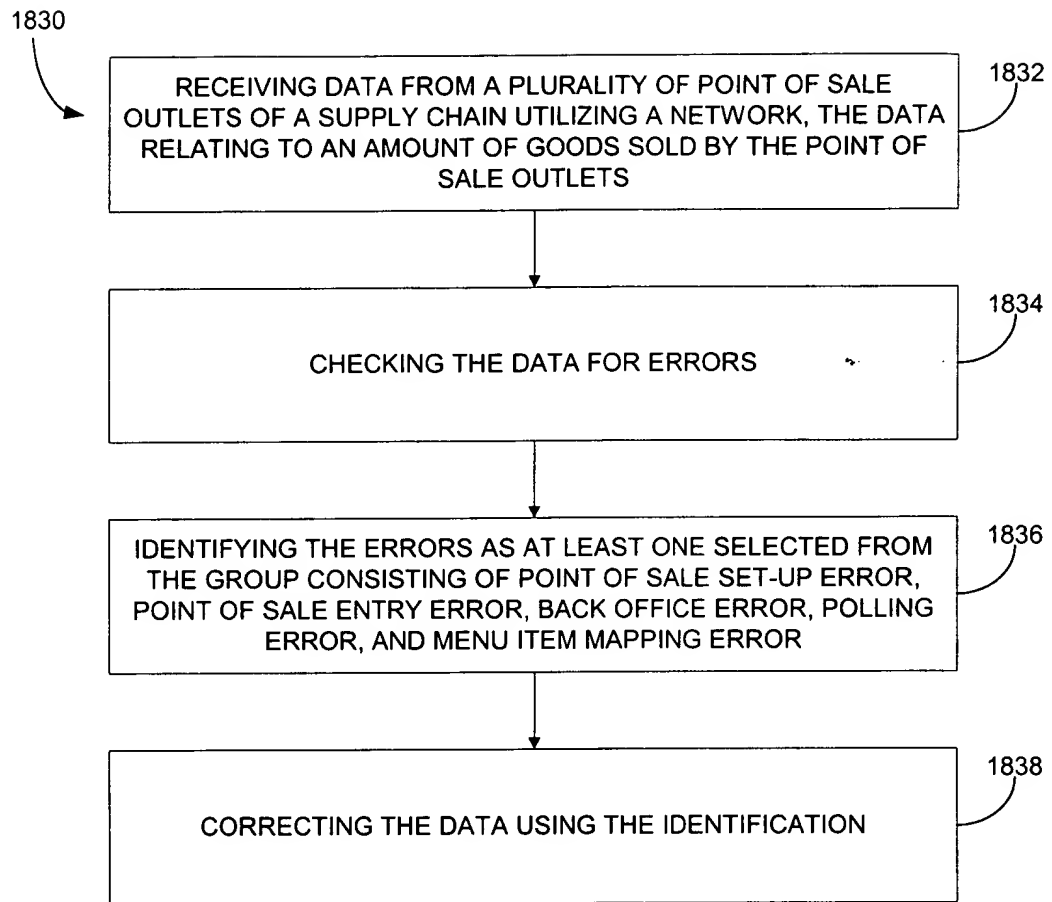 1830
RECEIVING DATA FROM A PLURALITY OF POINT OF SALE
OUTLETS OF A SUPPLY CHAIN UTILIZING A NETWORK, THE DATA
RELATING TO AN AMOUNT OF GOODS SOLD BY THE POINT OF
SALE OUTLETS
1832
CHECKING THE DATA FOR ERRORS
1834
IDENTIFYING THE ERRORS AS AT LEAST ONE SELECTED FROM
THE GROUP CONSISTING OF POINT OF SALE SET-UP ERROR,
POINT OF SALE ENTRY ERROR, BACK OFFICE ERROR, POLLING
ERROR, AND MENU ITEM MAPPING ERROR
1836
CORRECTING THE DATA USING THE IDENTIFICATION
1838